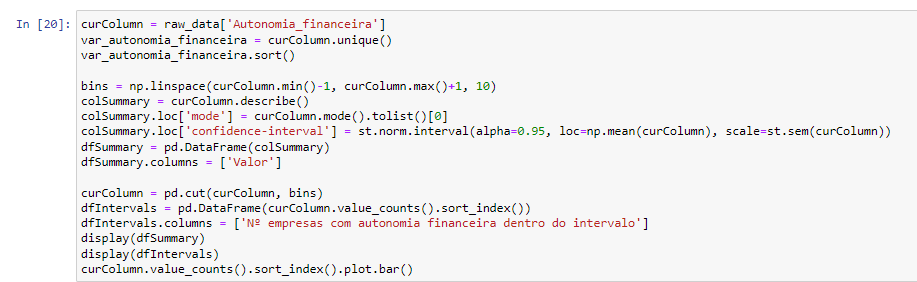 In [20]: curColumn = raw_data['Autonomia_financeira']
var_autonomia_financeira = curColumn.unique()
var_autonomia_financeira.sort()
bins = np.linspace(curColumn.min()-1, curColumn.max()+1, 10)
colSummary = curColumn.describe()
colSummary.loc['mode'] = curColumn.mode().tolist()[0]
colSummary.loc['confidence-interval'] = st.norm.interval(alpha=0.95, loc=np.mean(curColumn), scale=st.sem(curColumn))
dfSummary = pd.DataFrame(colSummary)
dfSummary.columns = ['Valor']
curColumn = pd.cut(curColumn, bins)
dfIntervals = pd.DataFrame(curColumn.value_counts().sort_index())
dfIntervals.columns = ['Nº empresas com autonomia financeira dentro do intervalo']
display(dfSummary)
display(dfIntervals)
curColumn.value_counts().sort_index().plot.bar()